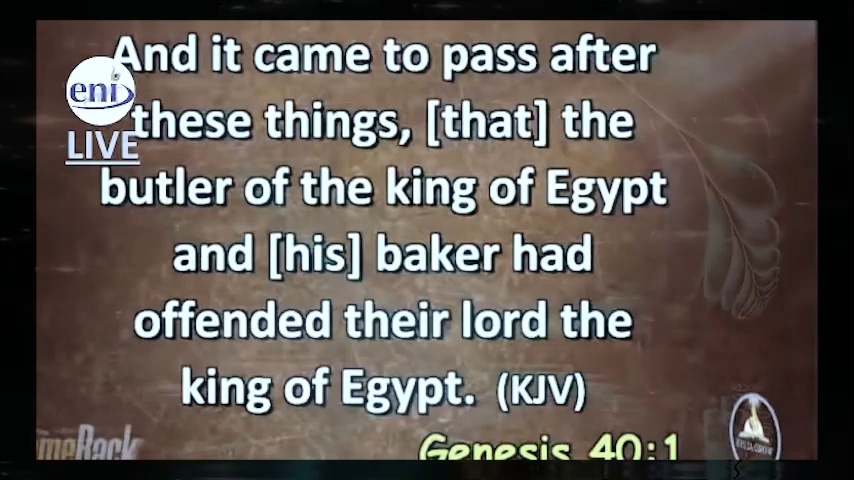 And it came to pass after
eni
these things, [that] the
LIVE
butler of the king of Egypt
and [his] baker had
offended their lord the
king of Egypt. (KJV)
Genesis 40:1